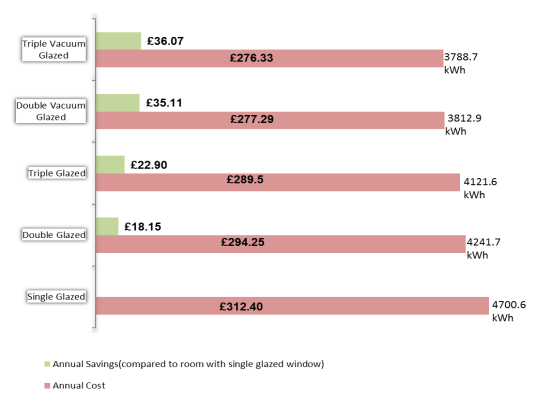 Triple Vacuum
Glazed
£36.07
£276.33
3788.7
kWh
Double Vacuum
Glazed
£35.11
£277.29
3812.9
kWh
Triple Glazed
£22.90
£289.5
4121.6
kWh
Double Glazed
£18.15
£294.25
4241.7
kWh
Single Glazed
£312.40
4700.6
kWh
Annual Savings(compared to room with single glazed window)
Annual Cost